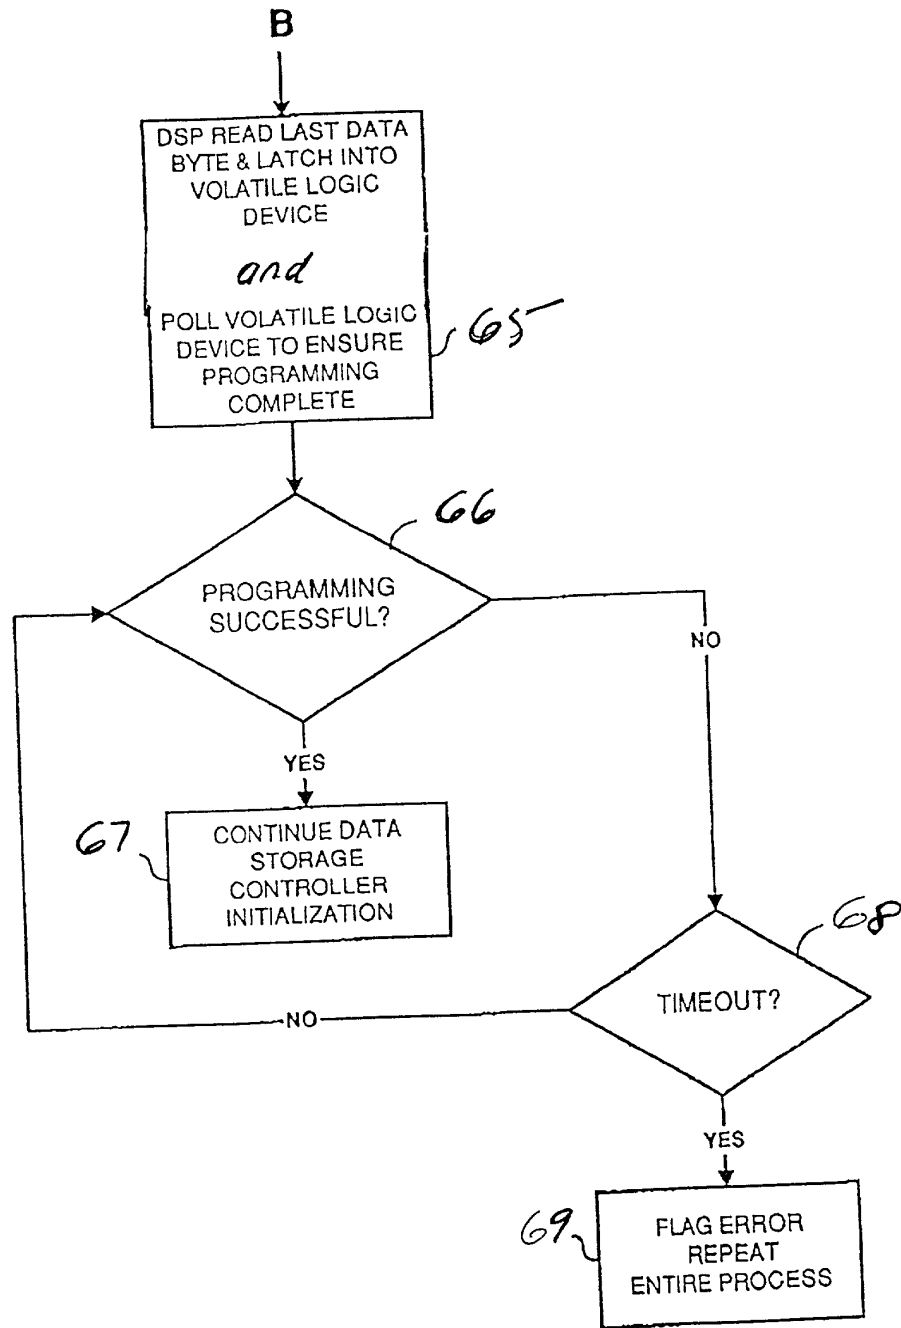 B
DSP READ LAST DATA
BYTE & LATCH INTO
VOLATILE LOGIC
DEVICE
and
POLL VOLATILE LOGIC
DEVICE TO ENSURE
PROGRAMMING
COMPLETE
65
66
PROGRAMMING
SUCCESSFUL?
NO
YES
67
CONTINUE DATA
STORAGE
CONTROLLER
INITIALIZATION
68
TIMEOUT?
NO
YES
69
FLAG ERROR
REPEAT
ENTIRE PROCESS